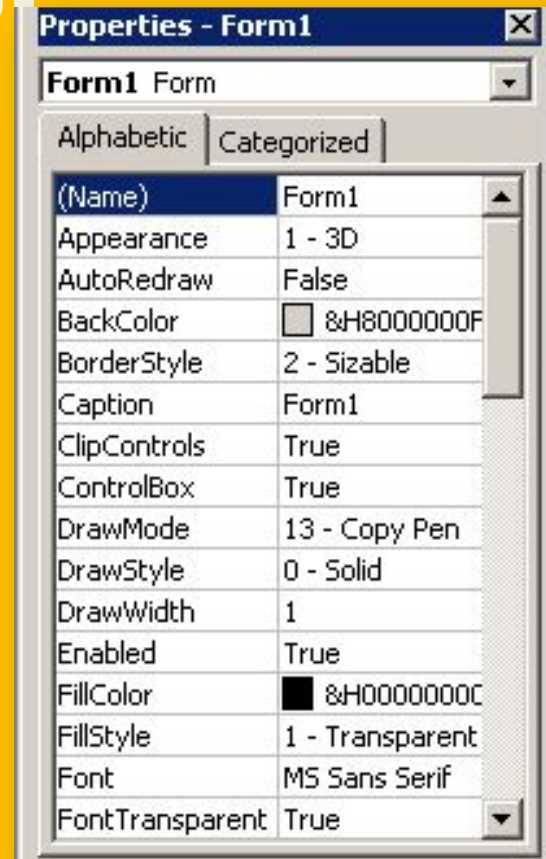 Properties - Form1
Form1 Form
Alphabetic Categorized
(Name) Form1
Appearance 1 - 3D
AutoRedraw False
BackColor &H8000000F
BorderStyle 2 - Sizable
Caption Form1
ClipControls True
ControlBox True
DrawMode 13 - Copy Pen
DrawStyle 0 - Solid
DrawWidth 1
Enabled True
FillColor &H0000000
FillStyle 1 - Transparent
Font MS Sans Serif
FontTransparent True